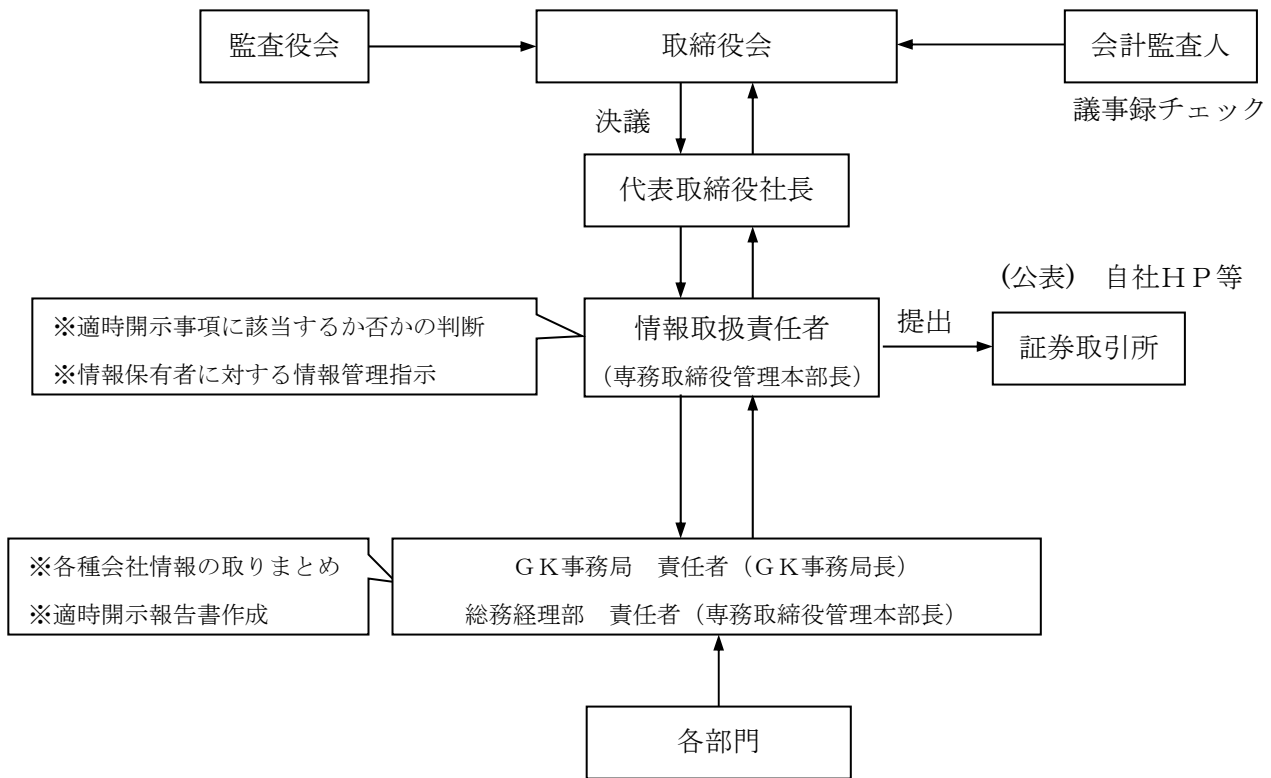 監査役会
取締役会
会計監査人
議事録チェック
決議
代表取締役社長
(公表)　自社ＨＰ等
※適時開示事項に該当するか否かの判断
※情報保有者に対する情報管理指示
情報取扱責任者
（専務取締役管理本部長）
提出
証券取引所
※各種会社情報の取りまとめ
※適時開示報告書作成
ＧＫ事務局　責任者（ＧＫ事務局長）
総務経理部　責任者（専務取締役管理本部長）
各部門